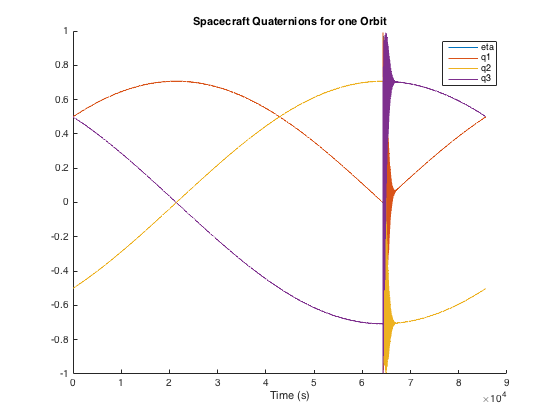 Spacecraft Quaternions for one Orbit
1
0.8
0.6
0.4
0.2
0
-0.2
-0.4
-0.6
-0.8
-1
eta
q1
q2
q3
0 1 2 3 4 5 6 7 8 9
Time (s)
×10^4